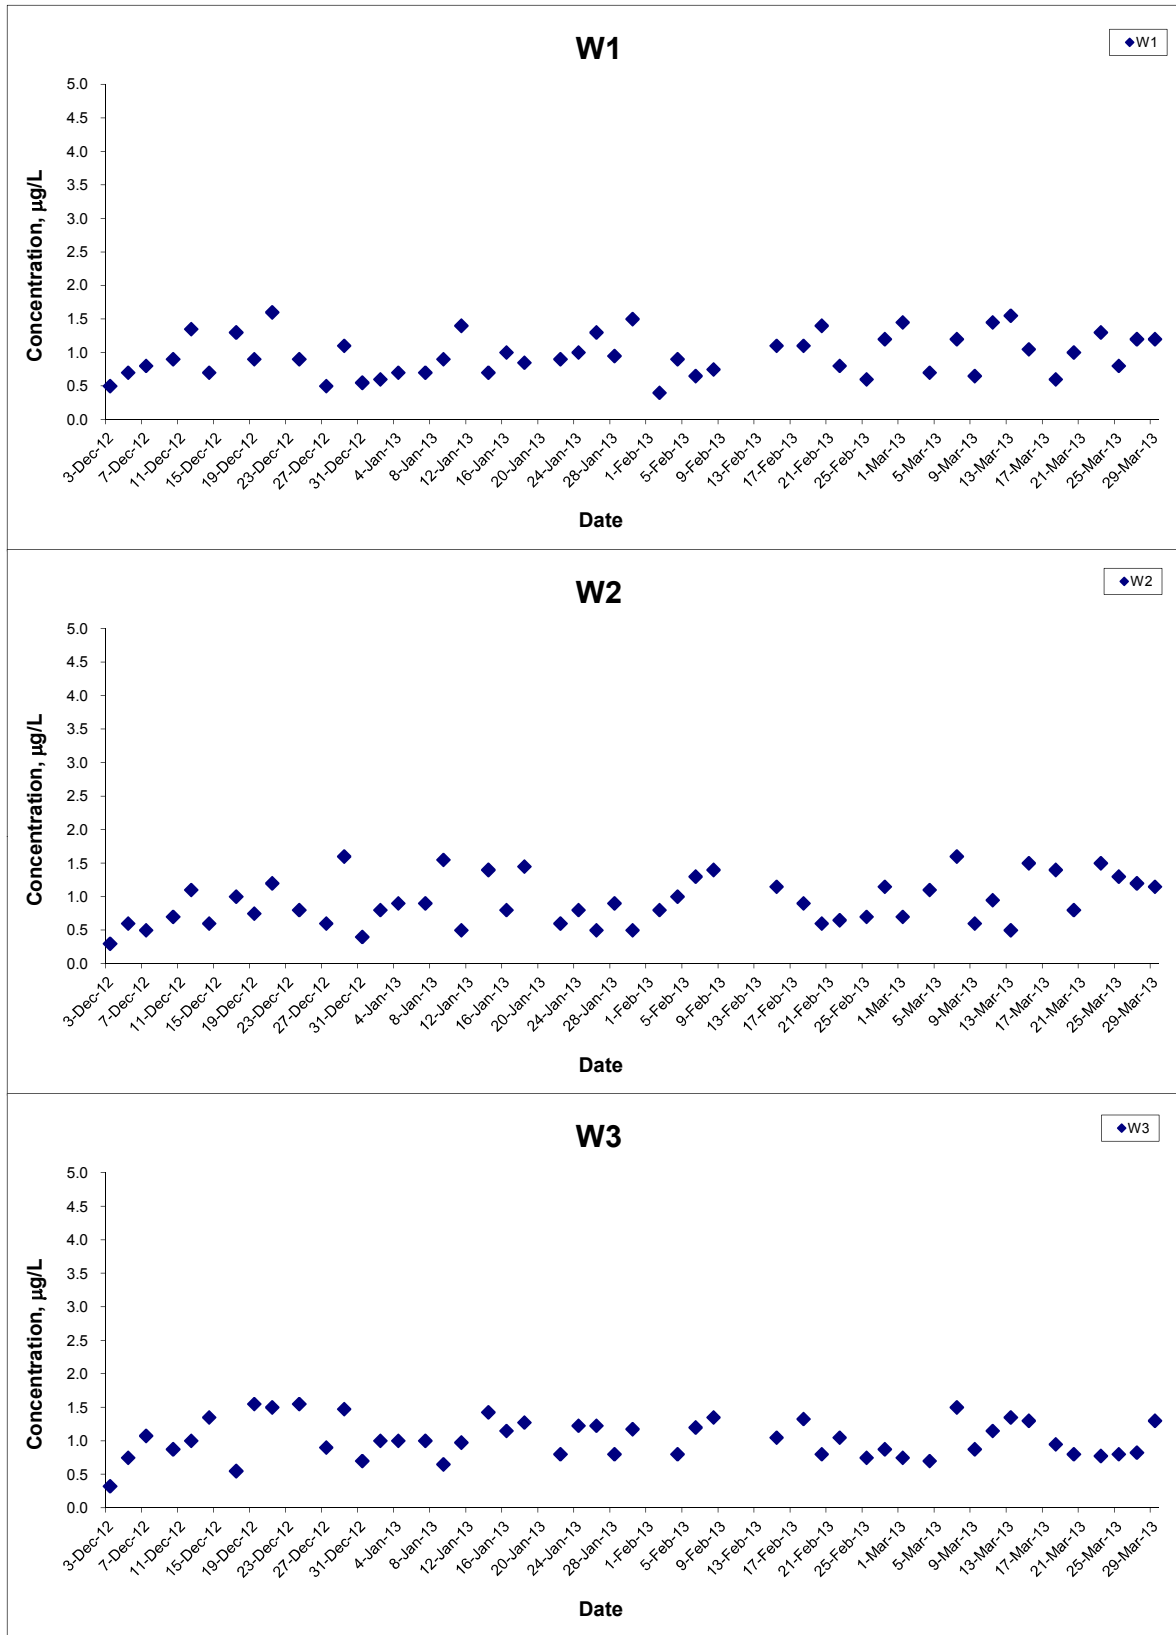 W1
W1
5.0
4.5
4.0
3.5
3.0
2.5
2.0
1.5
1.0
0.5
0.0
Concentration, µg/L
3-Dec-12
7-Dec-12
11-Dec-12
15-Dec-12
19-Dec-12
23-Dec-12
27-Dec-12
31-Dec-12
4-Jan-13
8-Jan-13
12-Jan-13
16-Jan-13
20-Jan-13
24-Jan-13
28-Jan-13
1-Feb-13
5-Feb-13
9-Feb-13
13-Feb-13
17-Feb-13
21-Feb-13
25-Feb-13
1-Mar-13
5-Mar-13
9-Mar-13
13-Mar-13
17-Mar-13
21-Mar-13
25-Mar-13
29-Mar-13
Date
W2
W2
5.0
4.5
4.0
3.5
3.0
2.5
2.0
1.5
1.0
0.5
0.0
Concentration, µg/L
3-Dec-12
7-Dec-12
11-Dec-12
15-Dec-12
19-Dec-12
23-Dec-12
27-Dec-12
31-Dec-12
4-Jan-13
8-Jan-13
12-Jan-13
16-Jan-13
20-Jan-13
24-Jan-13
28-Jan-13
1-Feb-13
5-Feb-13
9-Feb-13
13-Feb-13
17-Feb-13
21-Feb-13
25-Feb-13
1-Mar-13
5-Mar-13
9-Mar-13
13-Mar-13
17-Mar-13
21-Mar-13
25-Mar-13
29-Mar-13
Date
W3
W3
5.0
4.5
4.0
3.5
3.0
2.5
2.0
1.5
1.0
0.5
0.0
Concentration, µg/L
3-Dec-12
7-Dec-12
11-Dec-12
15-Dec-12
19-Dec-12
23-Dec-12
27-Dec-12
31-Dec-12
4-Jan-13
8-Jan-13
12-Jan-13
16-Jan-13
20-Jan-13
24-Jan-13
28-Jan-13
1-Feb-13
5-Feb-13
9-Feb-13
13-Feb-13
17-Feb-13
21-Feb-13
25-Feb-13
1-Mar-13
5-Mar-13
9-Mar-13
13-Mar-13
17-Mar-13
21-Mar-13
25-Mar-13
29-Mar-13
Date